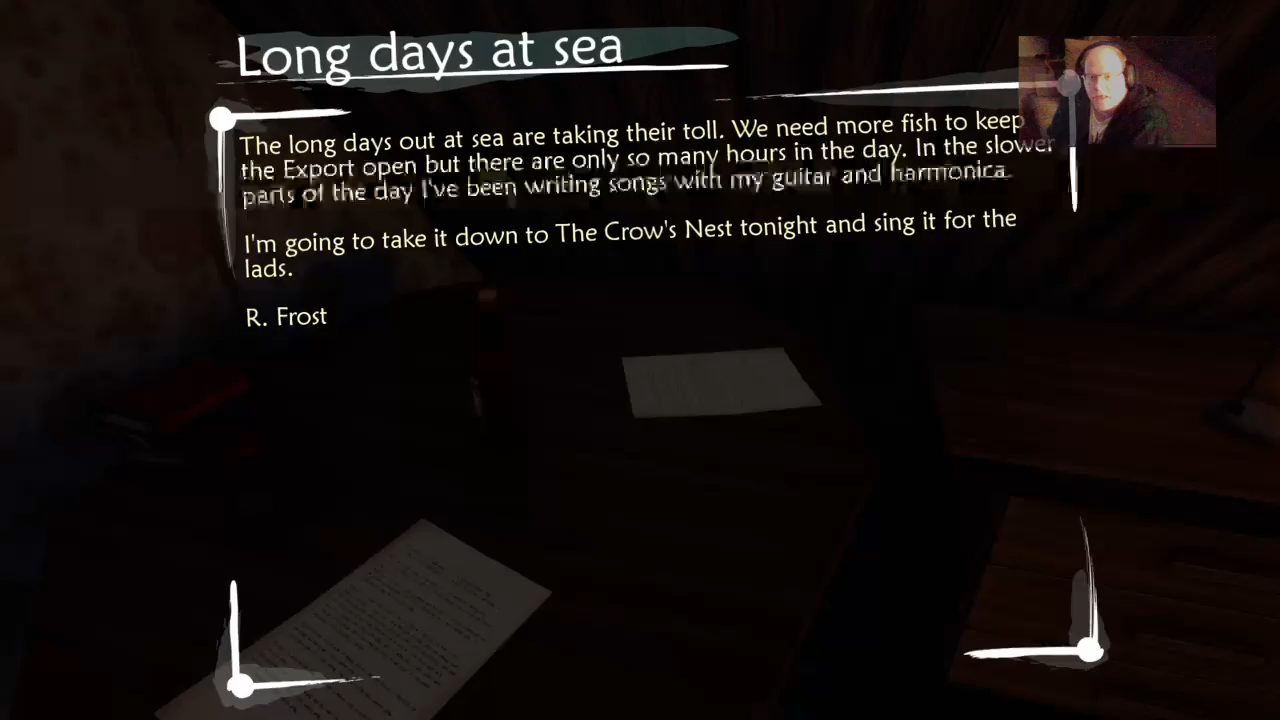 Long days at sea
The long days out at sea are taking their toll. We need more fish to keep
the Export open but there are only so many hours in the day. In the slower
parts of the day I've been writing songs with my guitar and harmonica.
I'm going to take it down to The Crow's Nest tonight and sing it for the
lads.
R. Frost